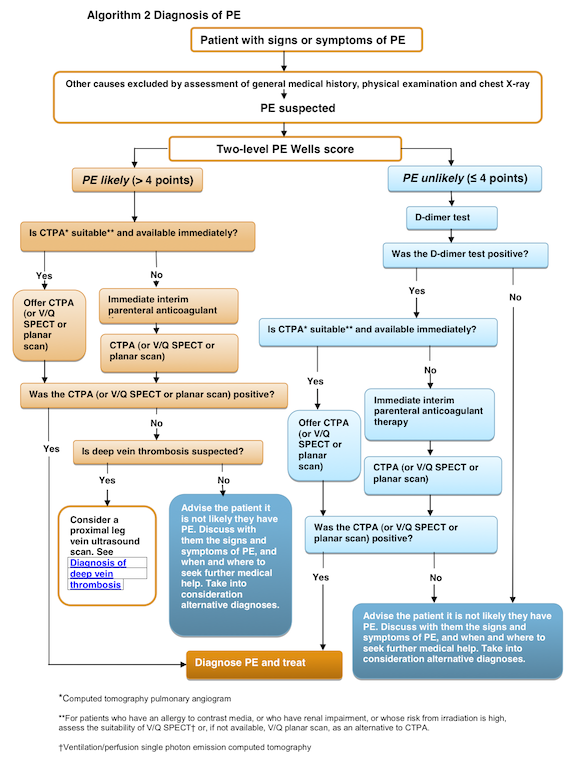 Algorithm 2 Diagnosis of PE
Patient with signs or symptoms of PE
Other causes excluded by assessment of general medical history, physical examination and chest X-ray
PE suspected
Two-level PE Wells score
PE likely (> 4 points)
PE unlikely (≤ 4 points)
Is CTPA* suitable** and available immediately?
Yes
No
Offer CTPA
(or V/Q
SPECT or
planar
scan)
Immediate interim
parenteral anticoagulant
CTPA (or V/Q SPECT or
planar scan)
Was the CTPA (or V/Q SPECT or planar scan) positive?
Yes
No
Is deep vein thrombosis suspected?
Yes
No
Consider a
proximal leg
vein ultrasound
scan. See
Diagnosis of
deep vein
thrombosis
Advise the patient it
is not likely they have
PE. Discuss with
them the signs and
symptoms of PE, and
when and where to
seek further medical
help. Take into
consideration
alternative diagnoses.
D-dimer test
Was the D-dimer test positive?
Yes
No
Is CTPA* suitable** and available immediately?
Yes
No
Offer CTPA
(or V/Q
SPECT or
planar
scan)
Immediate interim
parenteral anticoagulant
therapy
CTPA (or V/Q SPECT or
planar scan)
Was the CTPA (or V/Q SPECT or
planar scan) positive?
Yes
No
Advise the patient it is not likely they have
PE. Discuss with them the signs and
symptoms of PE, and when and where to
seek further medical help. Take into
consideration alternative diagnoses.
Diagnose PE and treat
*Computed tomography pulmonary angiogram
**For patients who have an allergy to contrast media, or who have renal impairment, or whose risk from irradiation is high,
assess the suitability of V/Q SPECT† or, if not available, V/Q planar scan, as an alternative to CTPA.
†Ventilation/perfusion single photon emission computed tomography